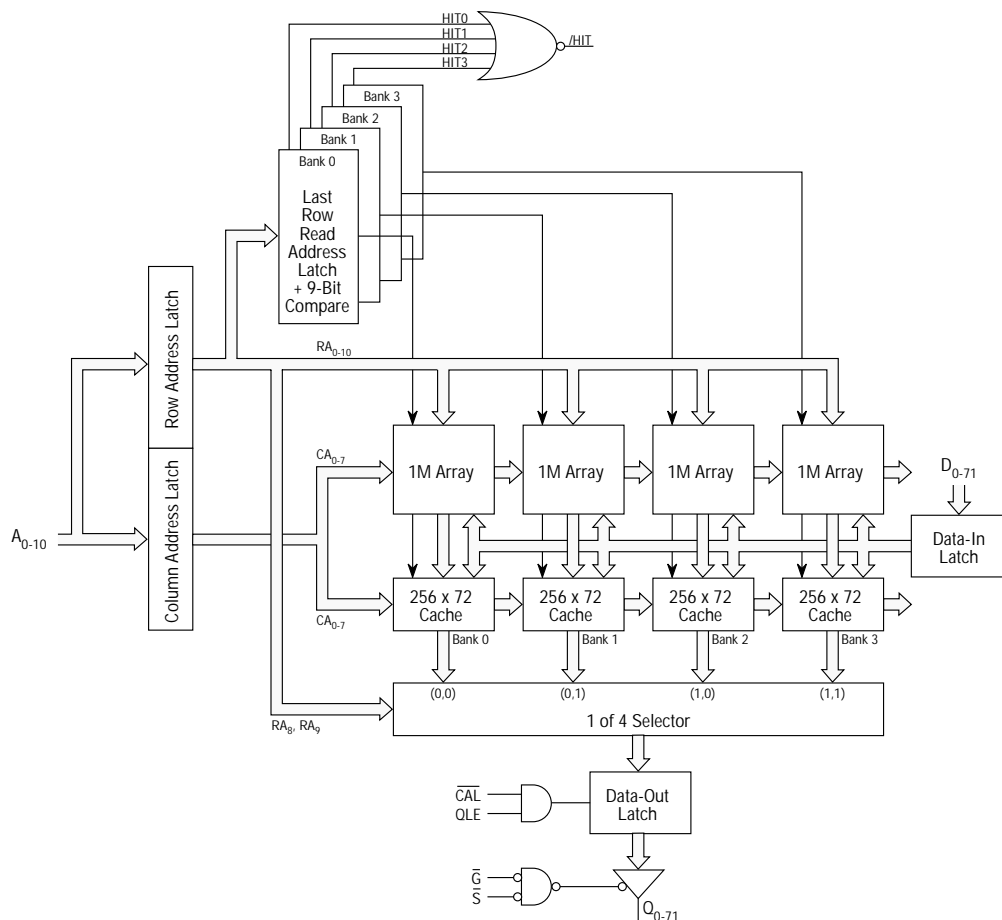 HIT0
HIT1
HIT2
HIT3
/HIT
Bank 3
Bank 2
Bank 1
Bank 0
Last
Row
Read
Address
Latch
+ 9-Bit
Compare
Row Address Latch
Column Address Latch
A0-10
RA0-10
CA0-7
1M Array
1M Array
1M Array
1M Array
D0-71
Data-In
Latch
256 x 72
Cache
256 x 72
Cache
256 x 72
Cache
256 x 72
Cache
CA0-7
Bank 0
Bank 1
Bank 2
Bank 3
(0,0)
(0,1)
(1,0)
(1,1)
1 of 4 Selector
RA8, RA9
C̅A̅L̅
QLE
Data-Out
Latch
G̅
S̅
Q0-71